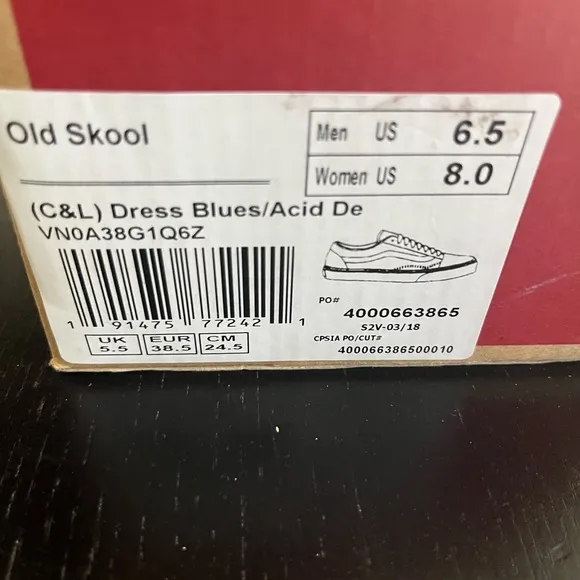 Old Skool
Men US 6.5
Women US 8.0
(C&L) Dress Blues/Acid De
VN0A38G1Q6Z
1 91475 77242 1
UK EUR CM
5.5 38.5 24.5
PO# 4000663865
S2V-03/18
CPSIA PO/CUT#
400066386500010